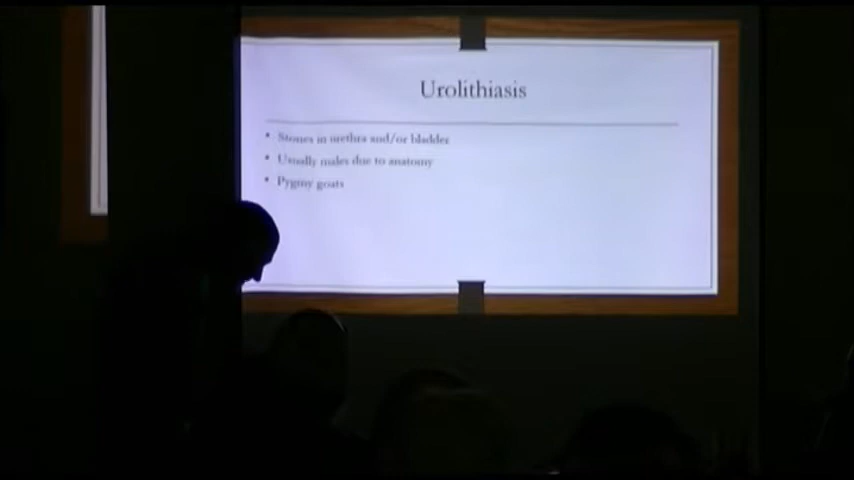 Urolithiasis
• Stones in urethra and/or bladder
• Usually males due to anatomy
• Pygmy goats